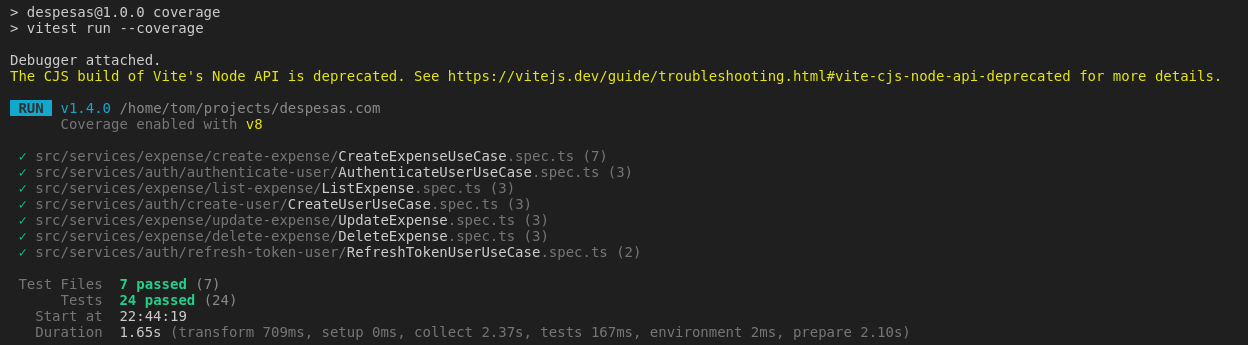 > despesas@1.0.0 coverage
> vitest run --coverage
Debugger attached.
The CJS build of Vite's Node API is deprecated. See https://vitejs.dev/guide/troubleshooting.html#vite-cjs-node-api-deprecated for more details.
RUN v1.4.0 /home/tom/projects/despesas.com
Coverage enabled with v8
✓ src/services/expense/create-expense/CreateExpenseUseCase.spec.ts (7)
✓ src/services/auth/authenticate-user/AuthenticateUserUseCase.spec.ts (3)
✓ src/services/expense/list-expense/ListExpense.spec.ts (3)
✓ src/services/auth/create-user/CreateUserUseCase.spec.ts (3)
✓ src/services/expense/update-expense/UpdateExpense.spec.ts (3)
✓ src/services/expense/delete-expense/DeleteExpense.spec.ts (3)
✓ src/services/auth/refresh-token-user/RefreshTokenUserUseCase.spec.ts (2)
Test Files 7 passed (7)
Tests 24 passed (24)
Start at 22:44:19
Duration 1.65s (transform 709ms, setup 0ms, collect 2.37s, tests 167ms, environment 2ms, prepare 2.10s)